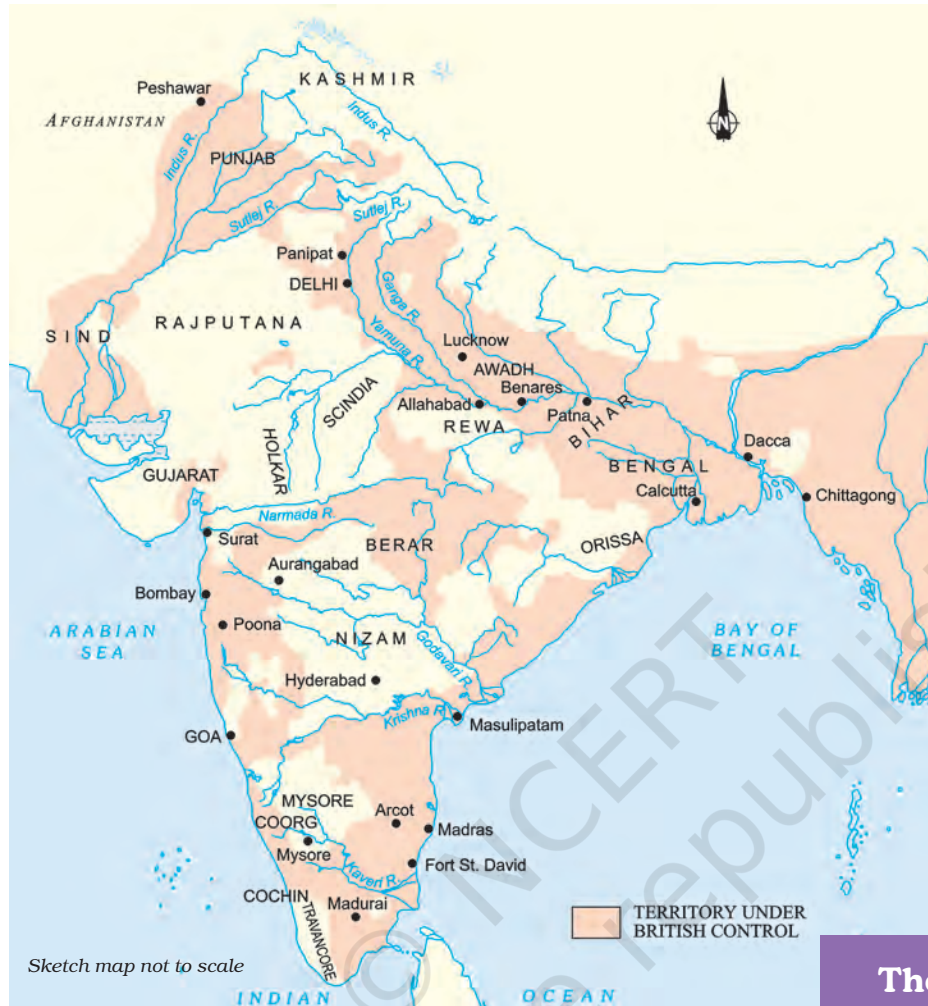 KASHMIR
Peshawar
AFGHANISTAN
Indus R.
Indus R.
PUNJAB
Sutlej R.
Sutlej R.
Panipat
DELHI
Ganga R.
RAJPUTANA
SIND
Yamuna R.
Lucknow
AWADH
Benares
SCINDIA
Allahabad
Patna
REWA
BIHAR
HOLKAR
Dacca
BENGAL
GUJARAT
Calcutta
Chittagong
Narmada R.
Surat
BERAR
ORISSA
Aurangabad
Bombay
Poona
ARABIAN
SEA
NIZAM
BAY OF
BENGAL
Godavari R.
Hyderabad
Krishna R
Masulipatam
GOA
MYSORE
Arcot
COORG
Madras
Mysore
Fort St. David
Kaveri R.
COCHIN
Madurai
TRAVANCORE
TERRITORY UNDER
BRITISH CONTROL
Sketch map not to scale
INDIAN OCEAN
N
The
© NCERT
republis